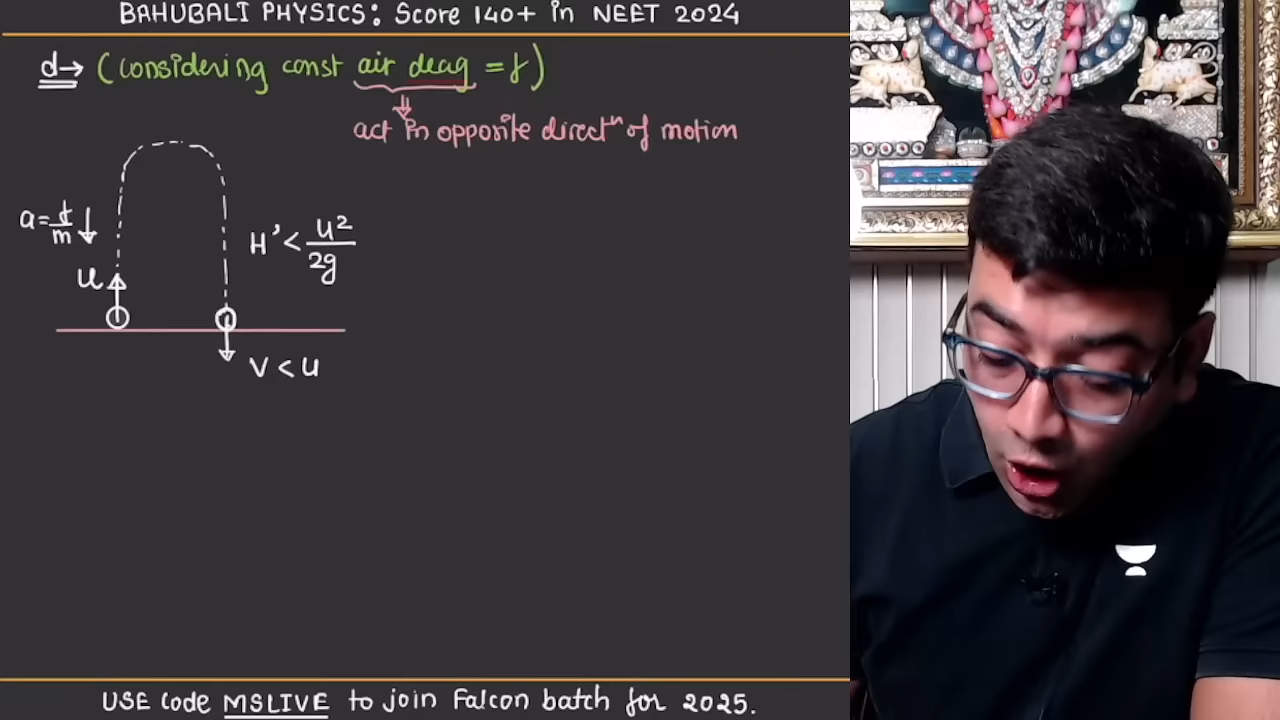 BAHUBALI PHYSICS: Score 140+ in NEET 2024
d→ (considering const air drag = f)
act in opposite directⁿ of motion
a = f/m ↓
H' < u²/2g
u
v < u
USE Code MSLIVE to join Falcon batch for 2025.